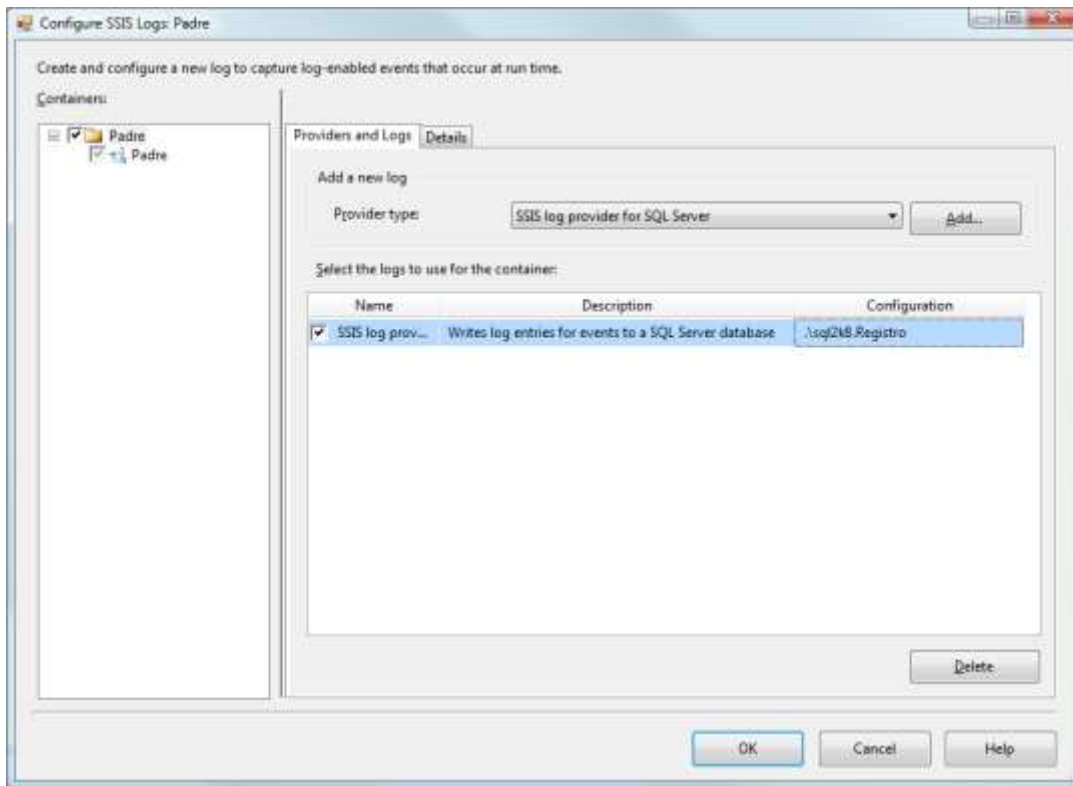 Configure SSIS Logs: Padre
Create and configure a new log to capture log-enabled events that occur at run time.
Containers:
Padre
Padre
Providers and Logs Details
Add a new log
Provider type: SSIS log provider for SQL Server Add...
Select the logs to use for the container:
Name Description Configuration
SSIS log prov... Writes log entries for events to a SQL Server database .\sql2k8.Registro
Delete
OK Cancel Help